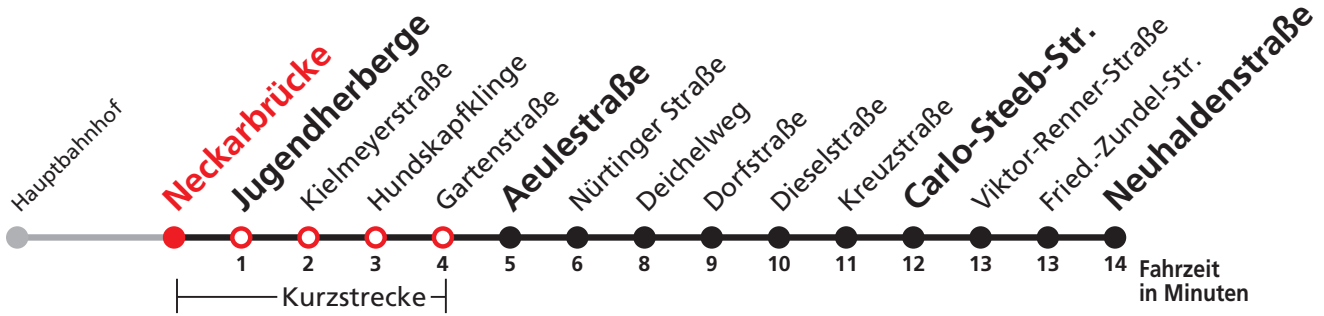 Hauptbahnhof
Neckarbrücke
Jugendherberge
Kielmeyerstraße
Hundskapfklinge
Gartenstraße
Aeulestraße
Nürtinger Straße
Deichelweg
Dorfstraße
Dieselstraße
Kreuzstraße
Carlo-Steeb-Str.
Viktor-Renner-Straße
Fried.-Zundel-Str.
Neuhaldenstraße
1 2 3 4 5 6 8 9 10 11 12 13 13 14
Fahrzeit
in Minuten
Kurzstrecke